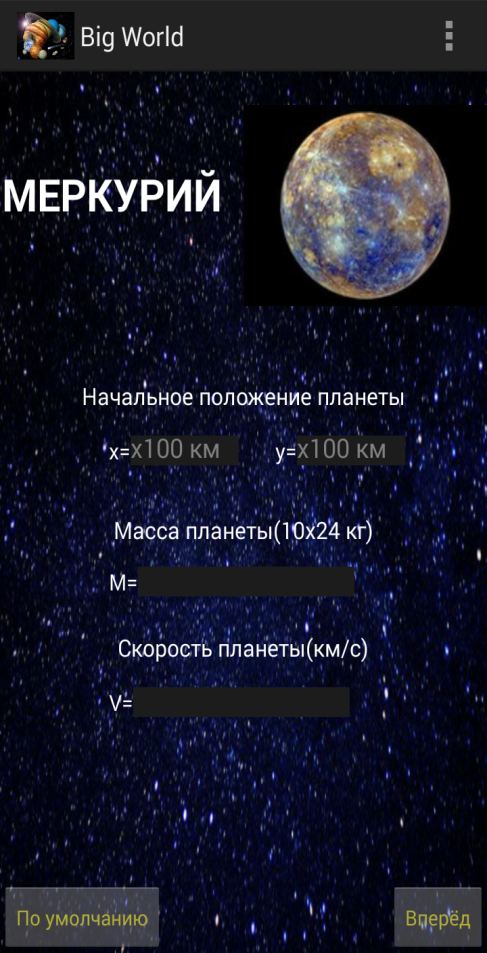 Big World
МЕРКУРИЙ
Начальное положение планеты
x=x100 км y=x100 км
Масса планеты(10x24 кг)
M=
Скорость планеты(км/с)
V=
По умолчанию Вперёд